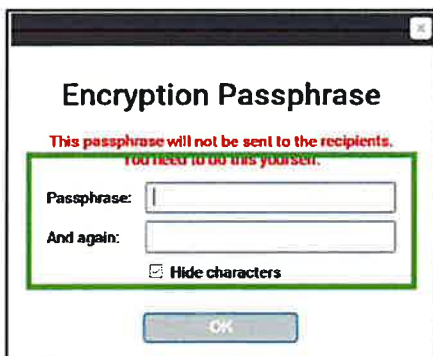 Encryption Passphrase
This passphrase will not be sent to the recipients.
You need to do this yourself.
Passphrase:
And again:
Hide characters
OK